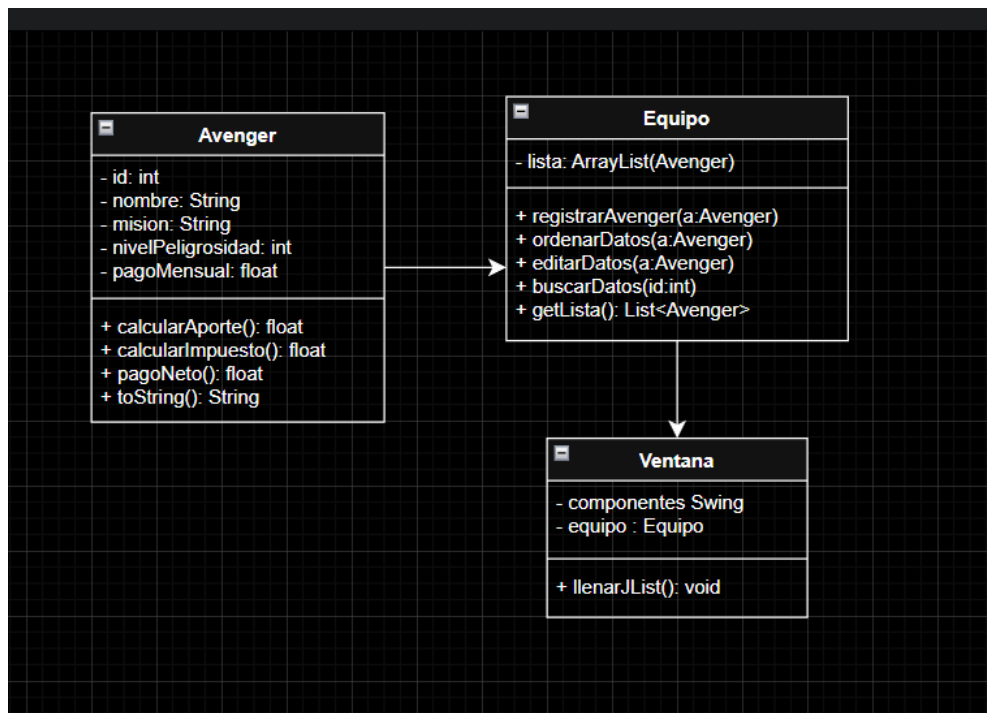 Avenger
- id: int
- nombre: String
- mision: String
- nivelPeligrosidad: int
- pagoMensual: float
+ calcularAporte(): float
+ calcularImpuesto(): float
+ pagoNeto(): float
+ toString(): String
Equipo
- lista: ArrayList(Avenger)
+ registrarAvenger(a:Avenger)
+ ordenarDatos(a:Avenger)
+ editarDatos(a:Avenger)
+ buscarDatos(id:int)
+ getLista(): List<Avenger>
Ventana
- componentes Swing
- equipo : Equipo
+ llenarJList(): void